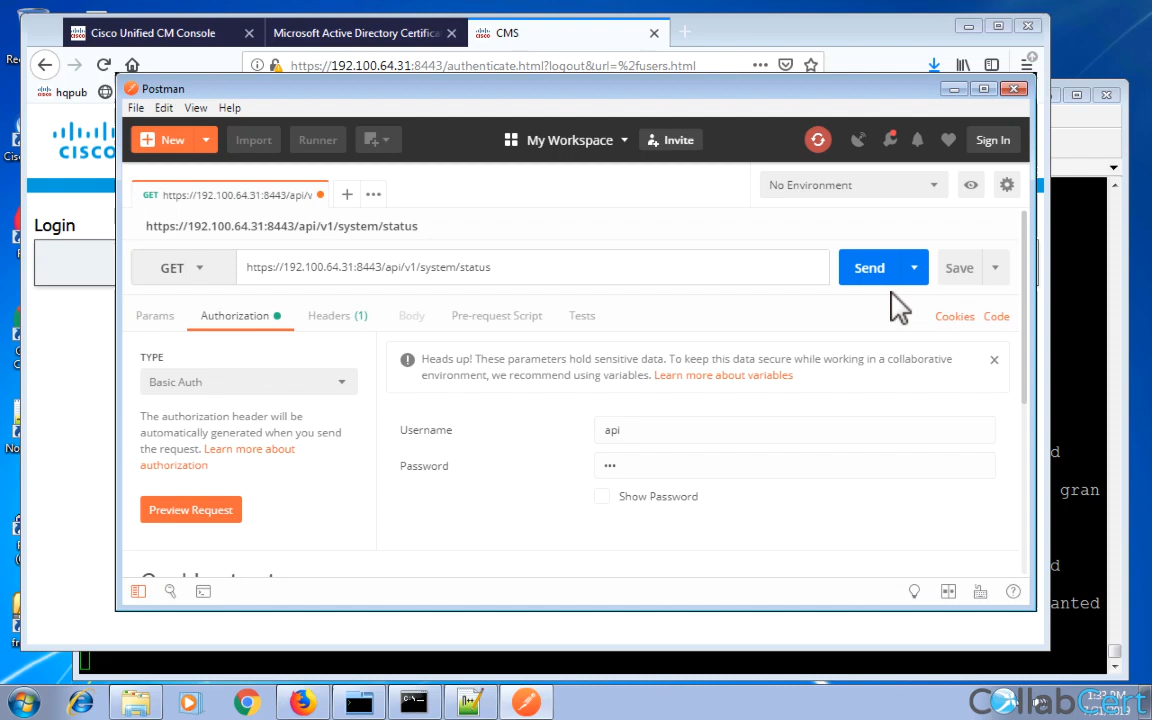 Cisco Unified CM Console
Microsoft Active Directory Certifica
CMS
https://192.100.64.31:8443/authenticate.html?logout&url=%2fusers.html
hqpub
cisco
Login
Postman
File Edit View Help
New
Import
Runner
My Workspace
Invite
Sign In
GET https://192.100.64.31:8443/api/v
No Environment
https://192.100.64.31:8443/api/v1/system/status
GET
https://192.100.64.31:8443/api/v1/system/status
Send
Save
Params
Authorization
Headers (1)
Body
Pre-request Script
Tests
Cookies
Code
TYPE
Basic Auth
The authorization header will be
automatically generated when you send
the request. Learn more about
authorization
Preview Request
Heads up! These parameters hold sensitive data. To keep this data secure while working in a collaborative
environment, we recommend using variables. Learn more about variables
Username
api
Password
•••
Show Password
d
gran
d
anted
CollabCert